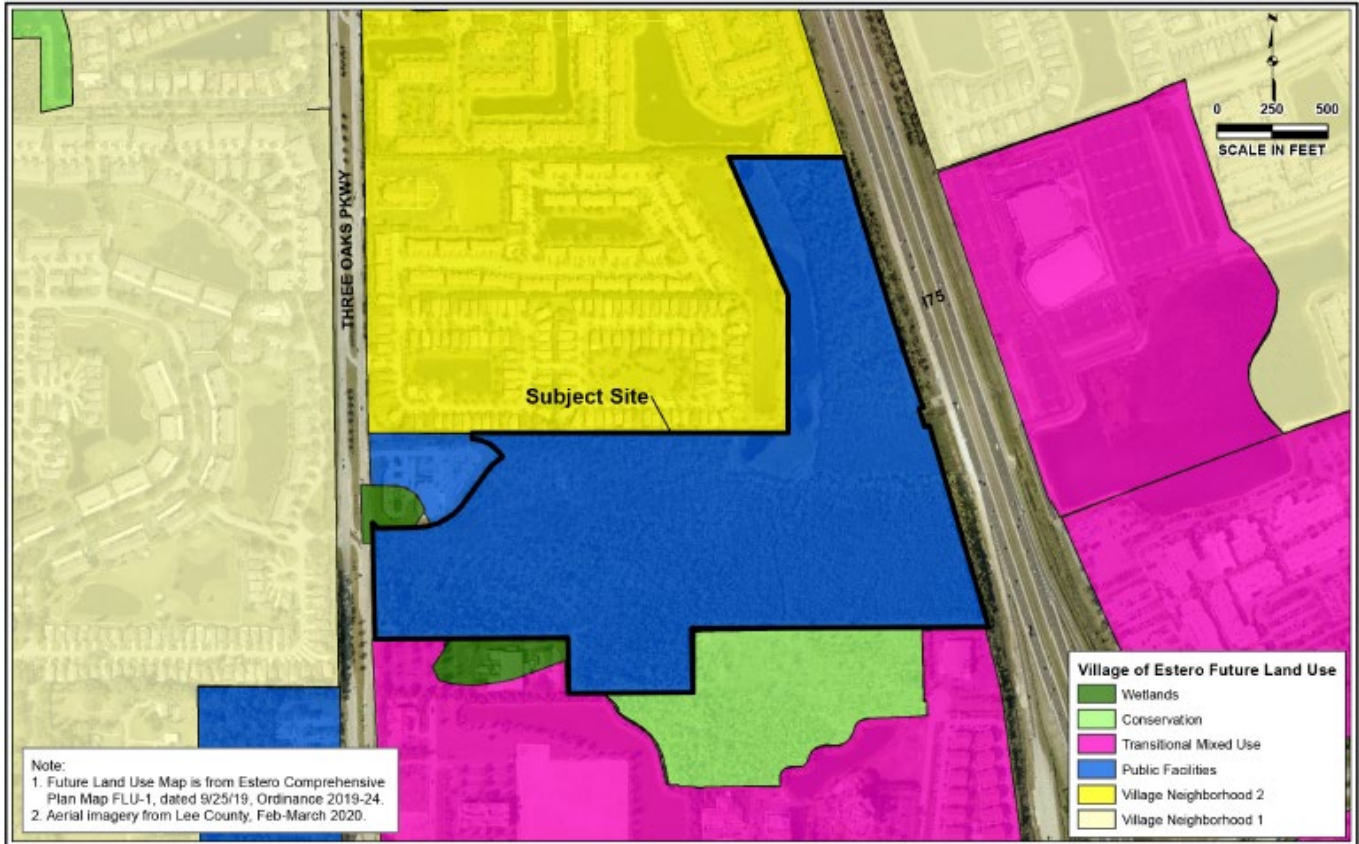 N
0 250 500
SCALE IN FEET
THREE OAKS PKWY
I75
Subject Site
Village of Estero Future Land Use
Wetlands
Conservation
Transitional Mixed Use
Public Facilities
Village Neighborhood 2
Village Neighborhood 1
Note:
1. Future Land Use Map is from Estero Comprehensive
Plan Map FLU-1, dated 9/25/19, Ordinance 2019-24.
2. Aerial imagery from Lee County, Feb-March 2020.